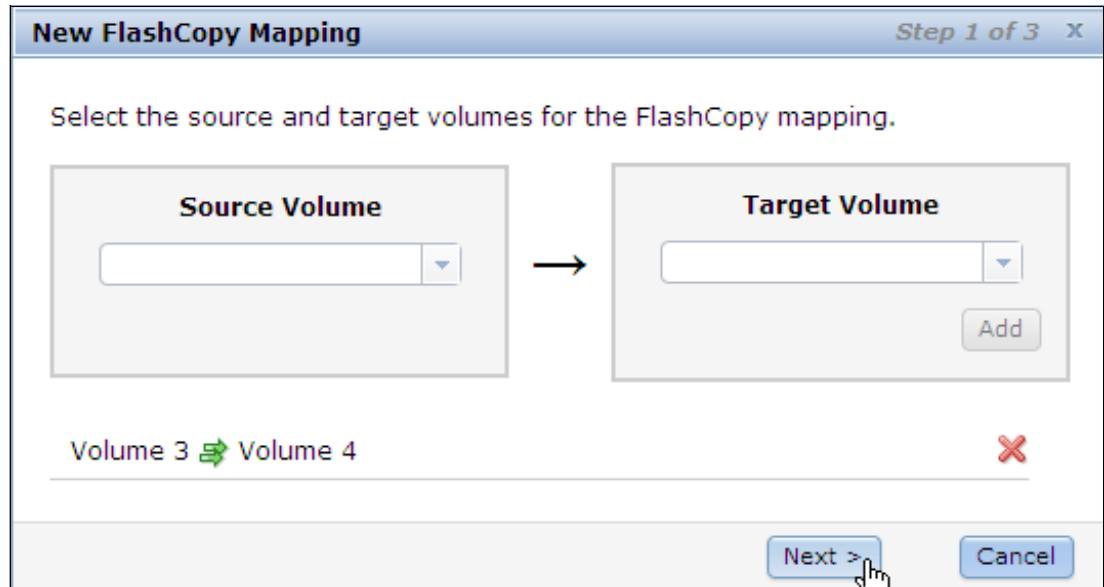 New FlashCopy Mapping Step 1 of 3 x
Select the source and target volumes for the FlashCopy mapping.
Source Volume
Target Volume
Add
Volume 3 Volume 4
Next >
Cancel